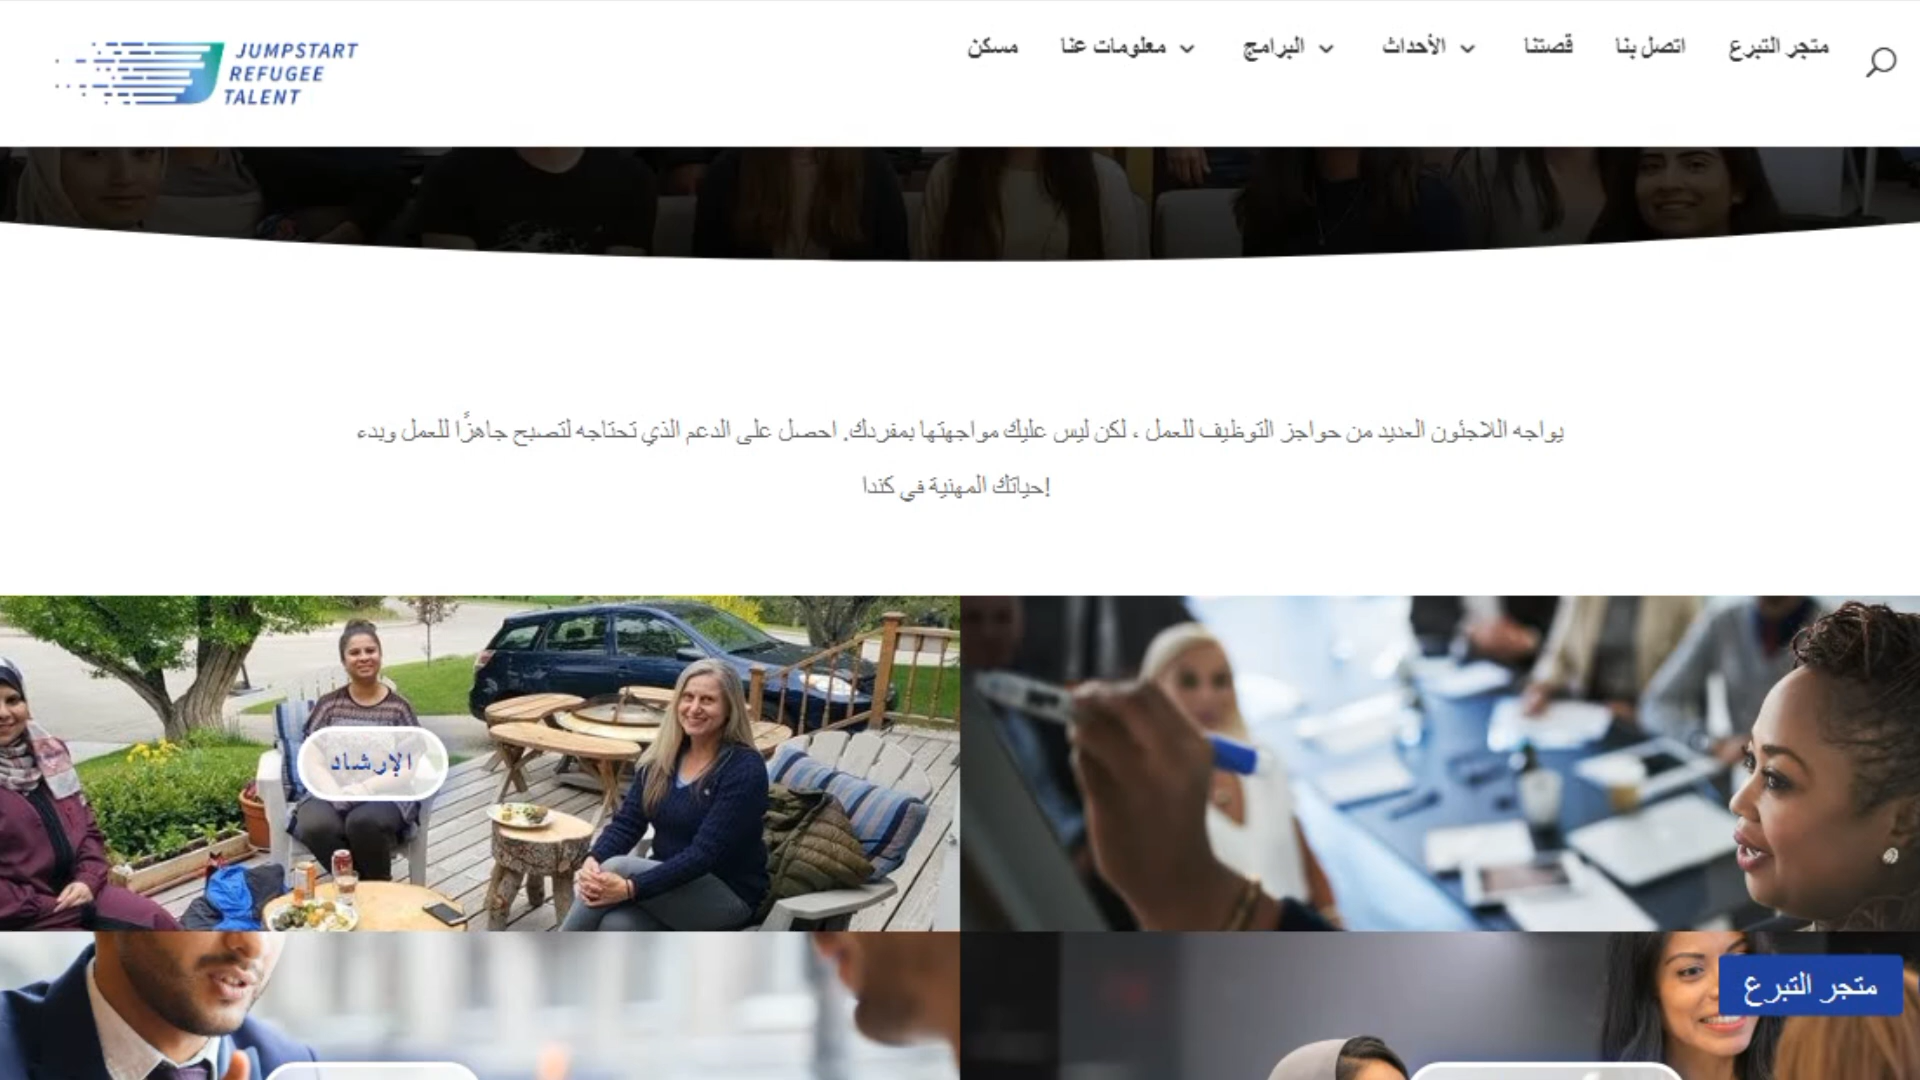 JUMPSTART
REFUGEE
TALENT
مسكن
معلومات عنا
البرامج
الأحداث
قصتنا
اتصل بنا
متجر التبرع
يواجه اللاجئون العديد من حواجز التوظيف للعمل ، لكن ليس عليك مواجهتها بمفردك. احصل على الدعم الذي تحتاجه لتصبح جاهزًا للعمل وبدء
حياتك المهنية في كندا!
الإرشاد
متجر التبرع